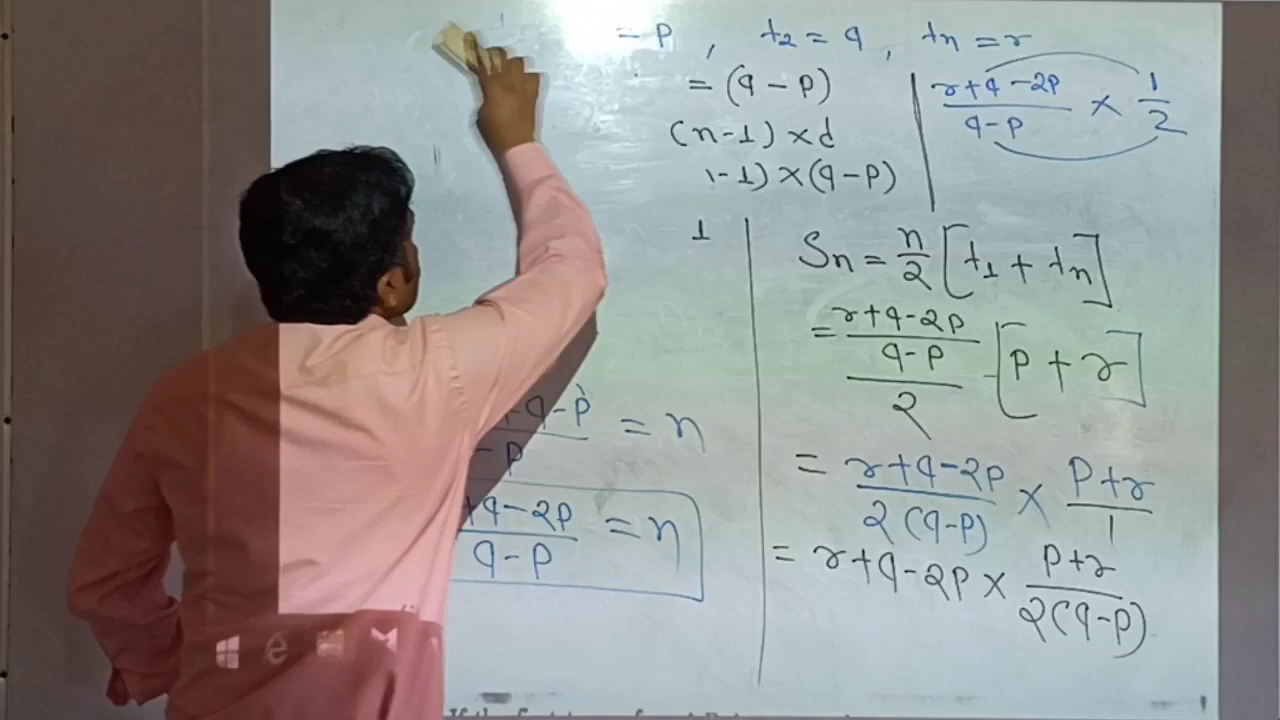 = p , t₂ = q , tn = r
= (q - p)
(n-1) × d
-1) × (q-p)
1
+q-p / -p = n
+q-2p / q-p = n
r+q-2p / q-p × 1/2
Sn = n/2 [t₁ + tn]
= r+q-2p / q-p / 2 [p + r]
= r+q-2p / 2(q-p) × p+r / 1
= r+q-2p × p+r / 2(q-p)